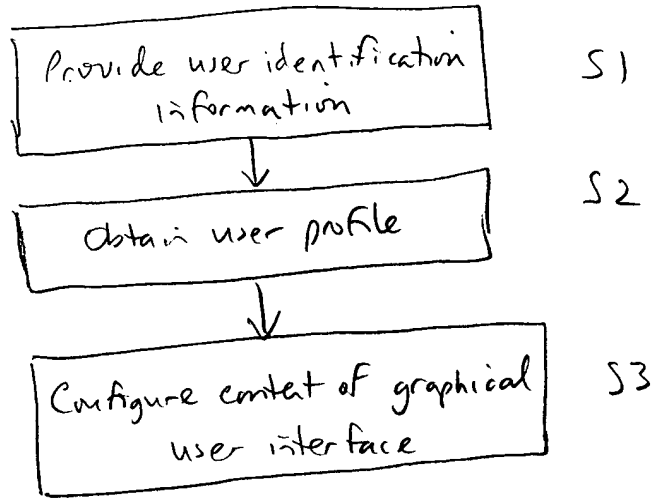 Provide user identification
information
S1
Obtain user profile
S2
Configure content of graphical
user interface
S3